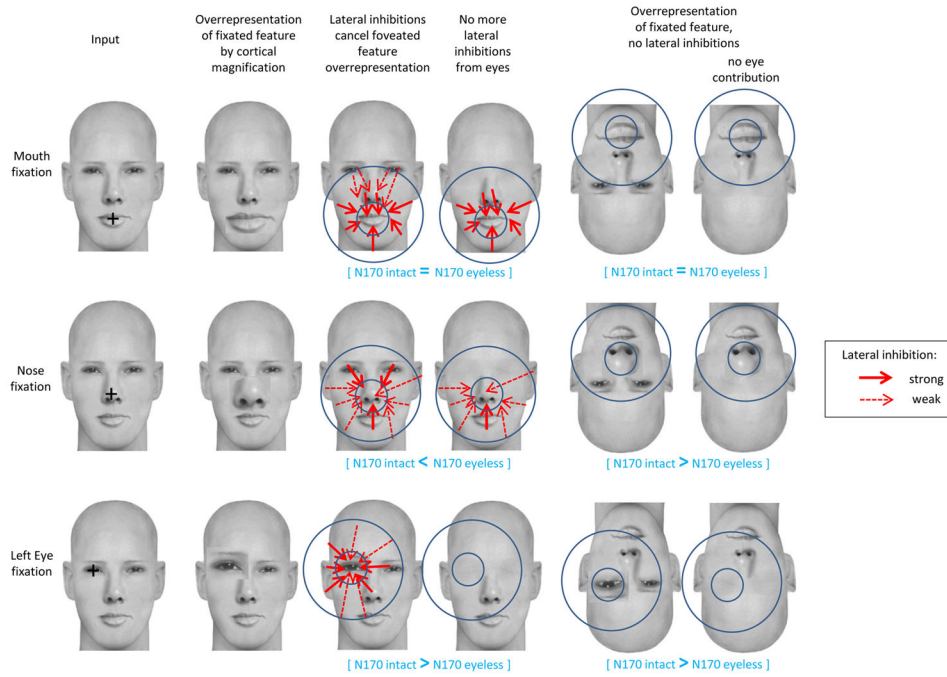 Input
Overrepresentation
of fixated feature
by cortical
magnification
Lateral inhibitions
cancel foveated
feature
overrepresentation
No more
lateral
inhibitions
from eyes
Overrepresentation
of fixated feature,
no lateral inhibitions
no eye
contribution
Mouth
fixation
[ N170 intact = N170 eyeless ]
[ N170 intact = N170 eyeless ]
Nose
fixation
[ N170 intact < N170 eyeless ]
[ N170 intact > N170 eyeless ]
Lateral inhibition:
strong
weak
Left Eye
fixation
[ N170 intact > N170 eyeless ]
[ N170 intact > N170 eyeless ]